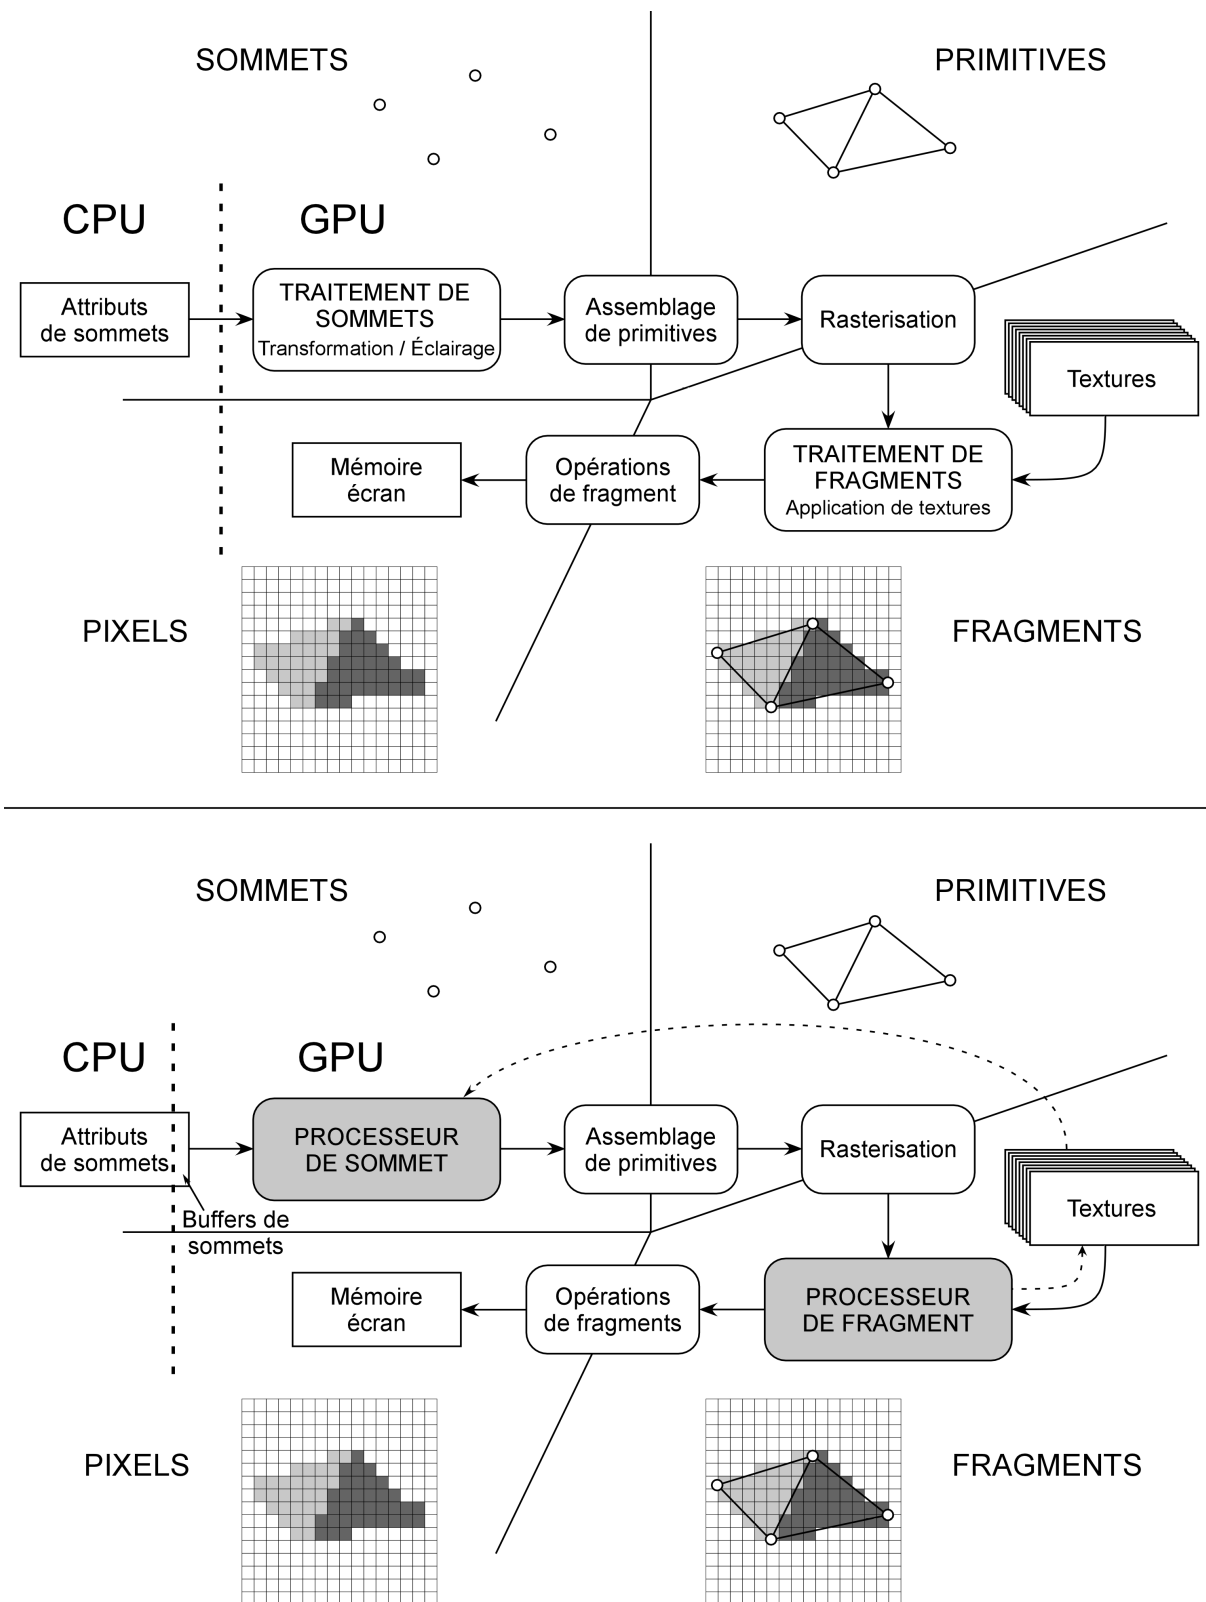 SOMMETS
PRIMITIVES
CPU
GPU
Attributs
de sommets
TRAITEMENT DE
SOMMETS
Transformation / Éclairage
Assemblage
de primitives
Rasterisation
Textures
Mémoire
écran
Opérations
de fragment
TRAITEMENT DE
FRAGMENTS
Application de textures
PIXELS
FRAGMENTS
SOMMETS
PRIMITIVES
CPU
GPU
Attributs
de sommets
PROCESSEUR
DE SOMMET
Assemblage
de primitives
Rasterisation
Textures
Buffers de
sommets
Mémoire
écran
Opérations
de fragments
PROCESSEUR
DE FRAGMENT
PIXELS
FRAGMENTS